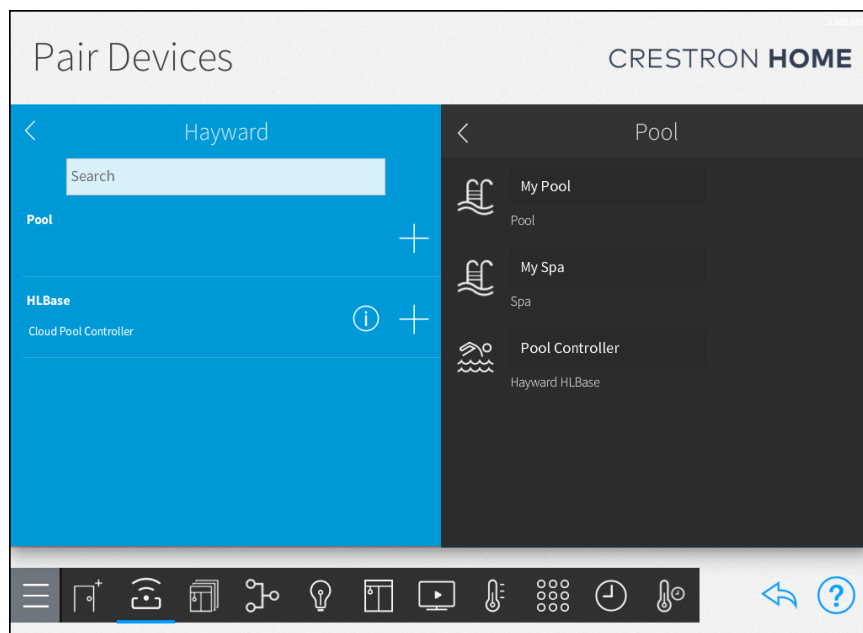 Pair Devices
CRESTRON HOME
Hayward
Search
Pool
HLBase
Cloud Pool Controller
Pool
My Pool
Pool
My Spa
Spa
Pool Controller
Hayward HLBase